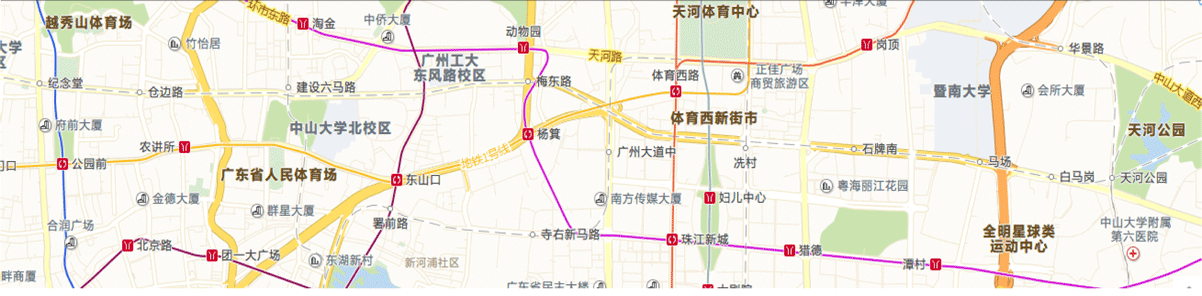 越秀山体育场
环市东路
淘金
中侨大厦
动物园
天河体育中心
丰泽大厦
大学
区
竹怡居
广州工大
东风路校区
天河路
岗顶
华景路
纪念堂
仓边路
建设六马路
梅东路
体育西路
正佳广场
商贸旅游区
暨南大学
会所大厦
中山大道西
府前大厦
中山大学北校区
杨箕
体育西新街市
天河公园
农讲所
地铁1号线
广州大道中
冼村
石牌南
马场
门口
公园前
广东省人民体育场
东山口
白马岗
天河公园
金德大厦
群星大厦
南方传媒大厦
妇儿中心
粤海丽江花园
合润广场
署前路
寺右新马路
珠江新城
猎德
全明星球类
运动中心
中山大学附属
第六医院
北京路
团一大广场
东湖新村
新河浦社区
潭村
畔商厦
广东省民主大楼
大剧院